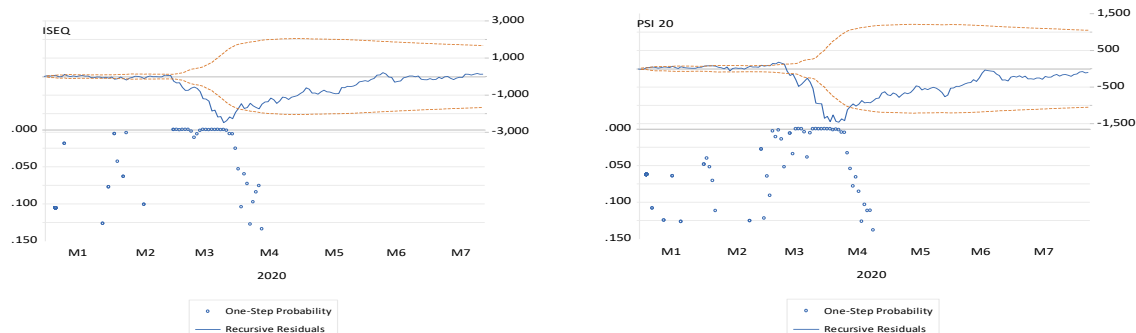 ISEQ
3,000
1,000
-1,000
-3,000
.000
.050
.100
.150
M1 M2 M3 M4 M5 M6 M7
2020
One-Step Probability
Recursive Residuals
PSI 20
1,500
500
-500
-1,500
.000
.050
.100
.150
M1 M2 M3 M4 M5 M6 M7
2020
One-Step Probability
Recursive Residuals